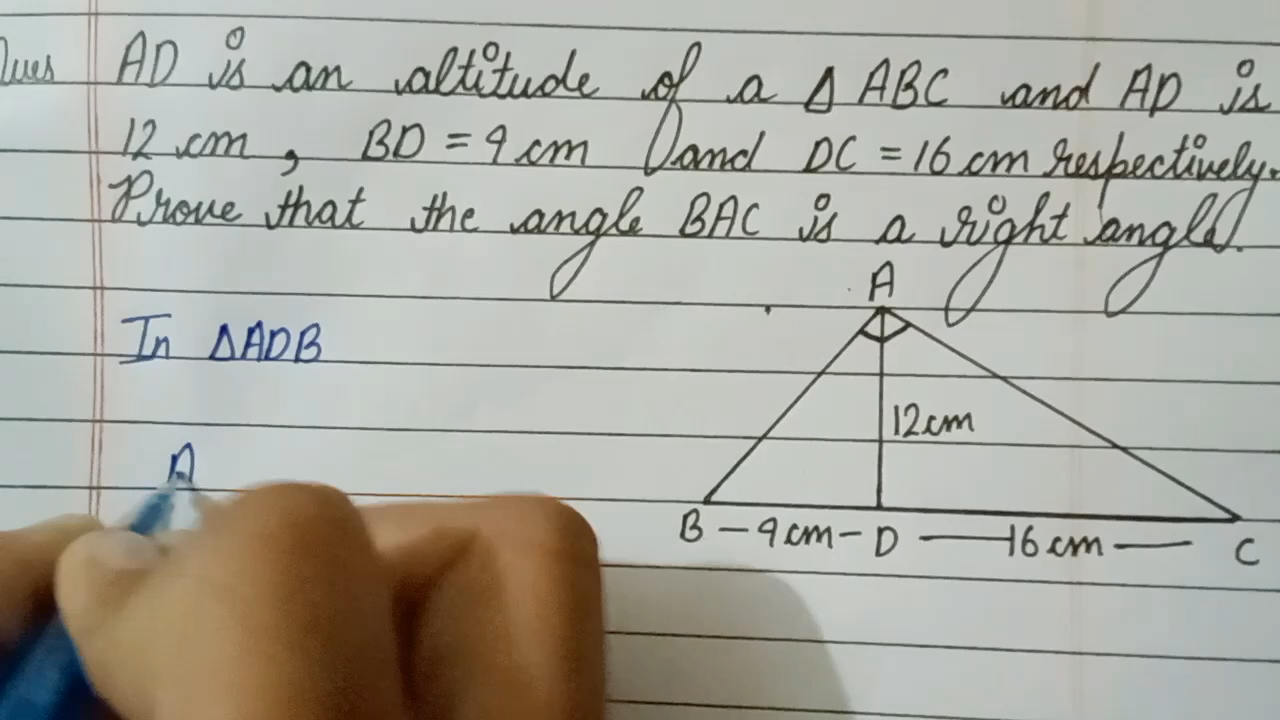 Ques AD is an altitude of a Δ ABC and AD is
12 cm, BD = 9 cm and DC = 16 cm respectively.
Prove that the angle BAC is a right angle.
A
In ΔADB
12cm
A
B - 9 cm - D — 16 cm — C